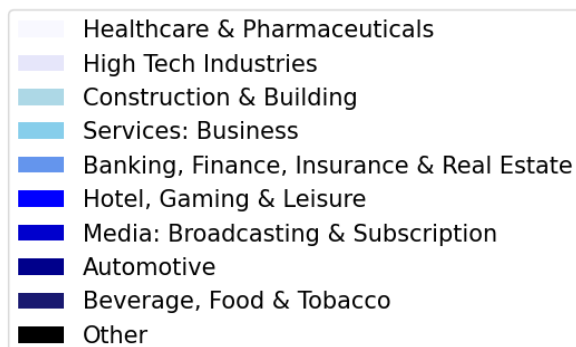 Healthcare & Pharmaceuticals
High Tech Industries
Construction & Building
Services: Business
Banking, Finance, Insurance & Real Estate
Hotel, Gaming & Leisure
Media: Broadcasting & Subscription
Automotive
Beverage, Food & Tobacco
Other